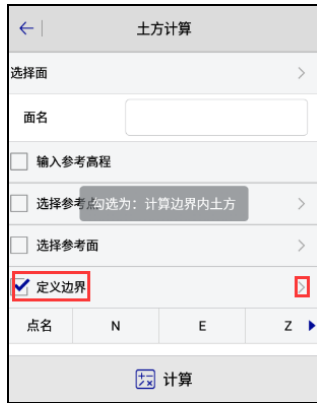 土方计算
选择面
面名
输入参考高程
选择参考点
勾选为：计算边界内土方
选择参考面
定义边界
点名 N E Z
计算